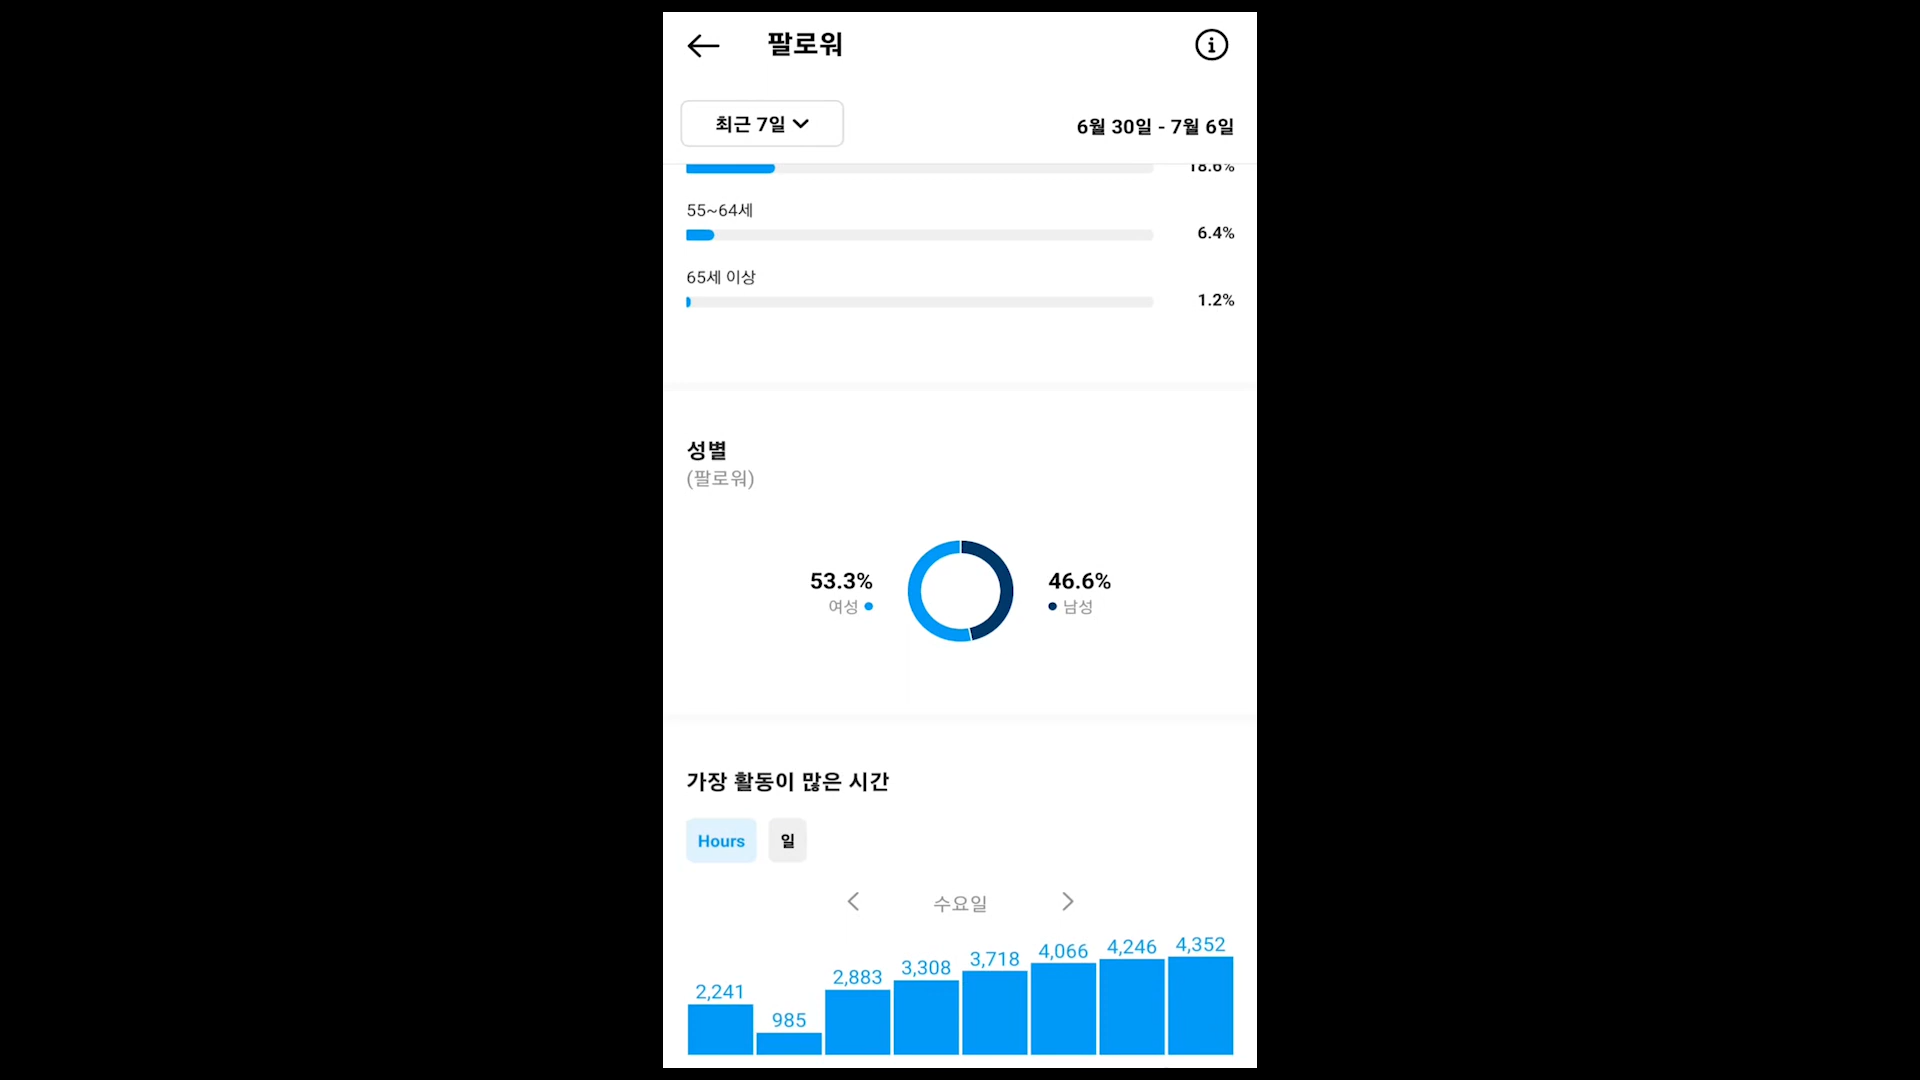 팔로워
최근 7일
6월 30일 - 7월 6일
18.6%
55~64세
6.4%
65세 이상
1.2%
성별
(팔로워)
53.3%
여성
46.6%
남성
가장 활동이 많은 시간
Hours
일
수요일
2,241
985
2,883
3,308
3,718
4,066
4,246
4,352